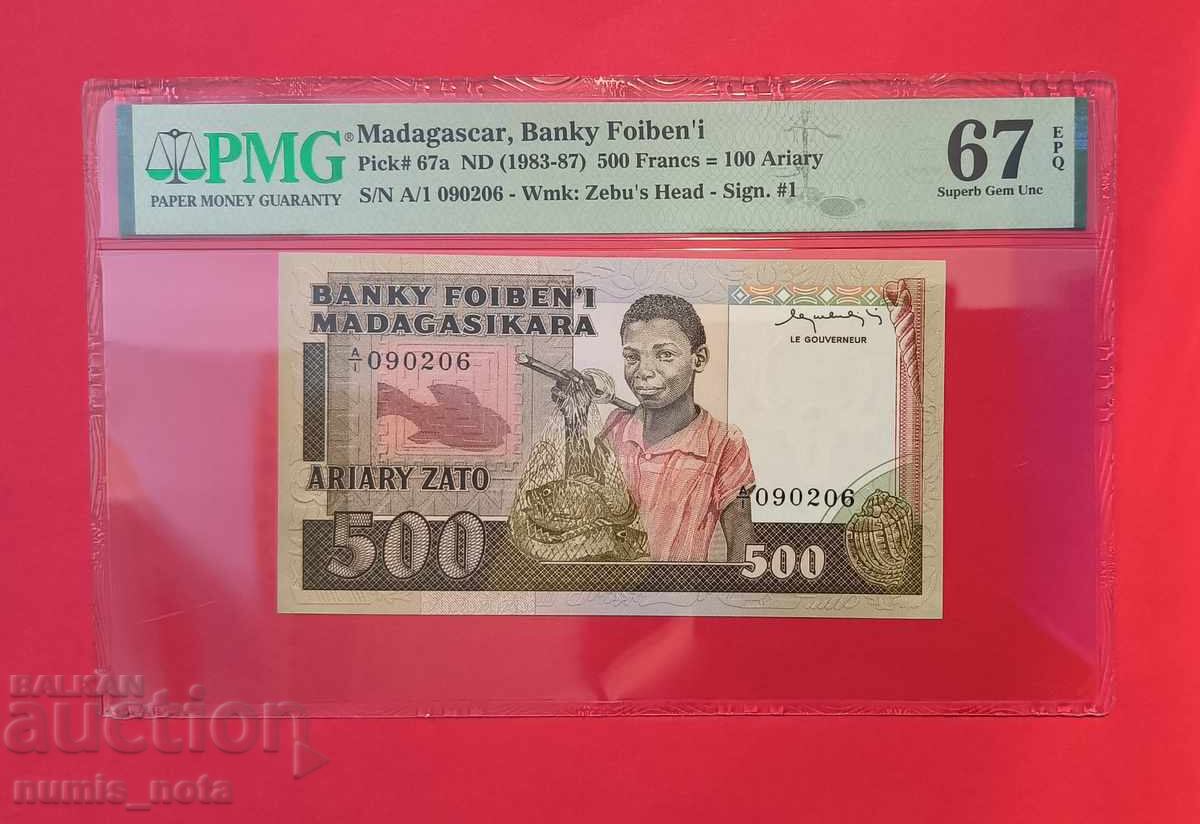 PMG®
PAPER MONEY GUARANTY
Madagascar, Banky Foiben'i
Pick# 67a ND (1983-87) 500 Francs = 100 Ariary
S/N A/1 090206 - Wmk: Zebu's Head - Sign. #1
67 EPQ
Superb Gem Unc
BANKY FOIBEN'I
MADAGASIKARA
A/1 090206
LE GOUVERNEUR
ARIARY ZATO
A/1 090206
500
500
BALKAN
auction
numis_nota